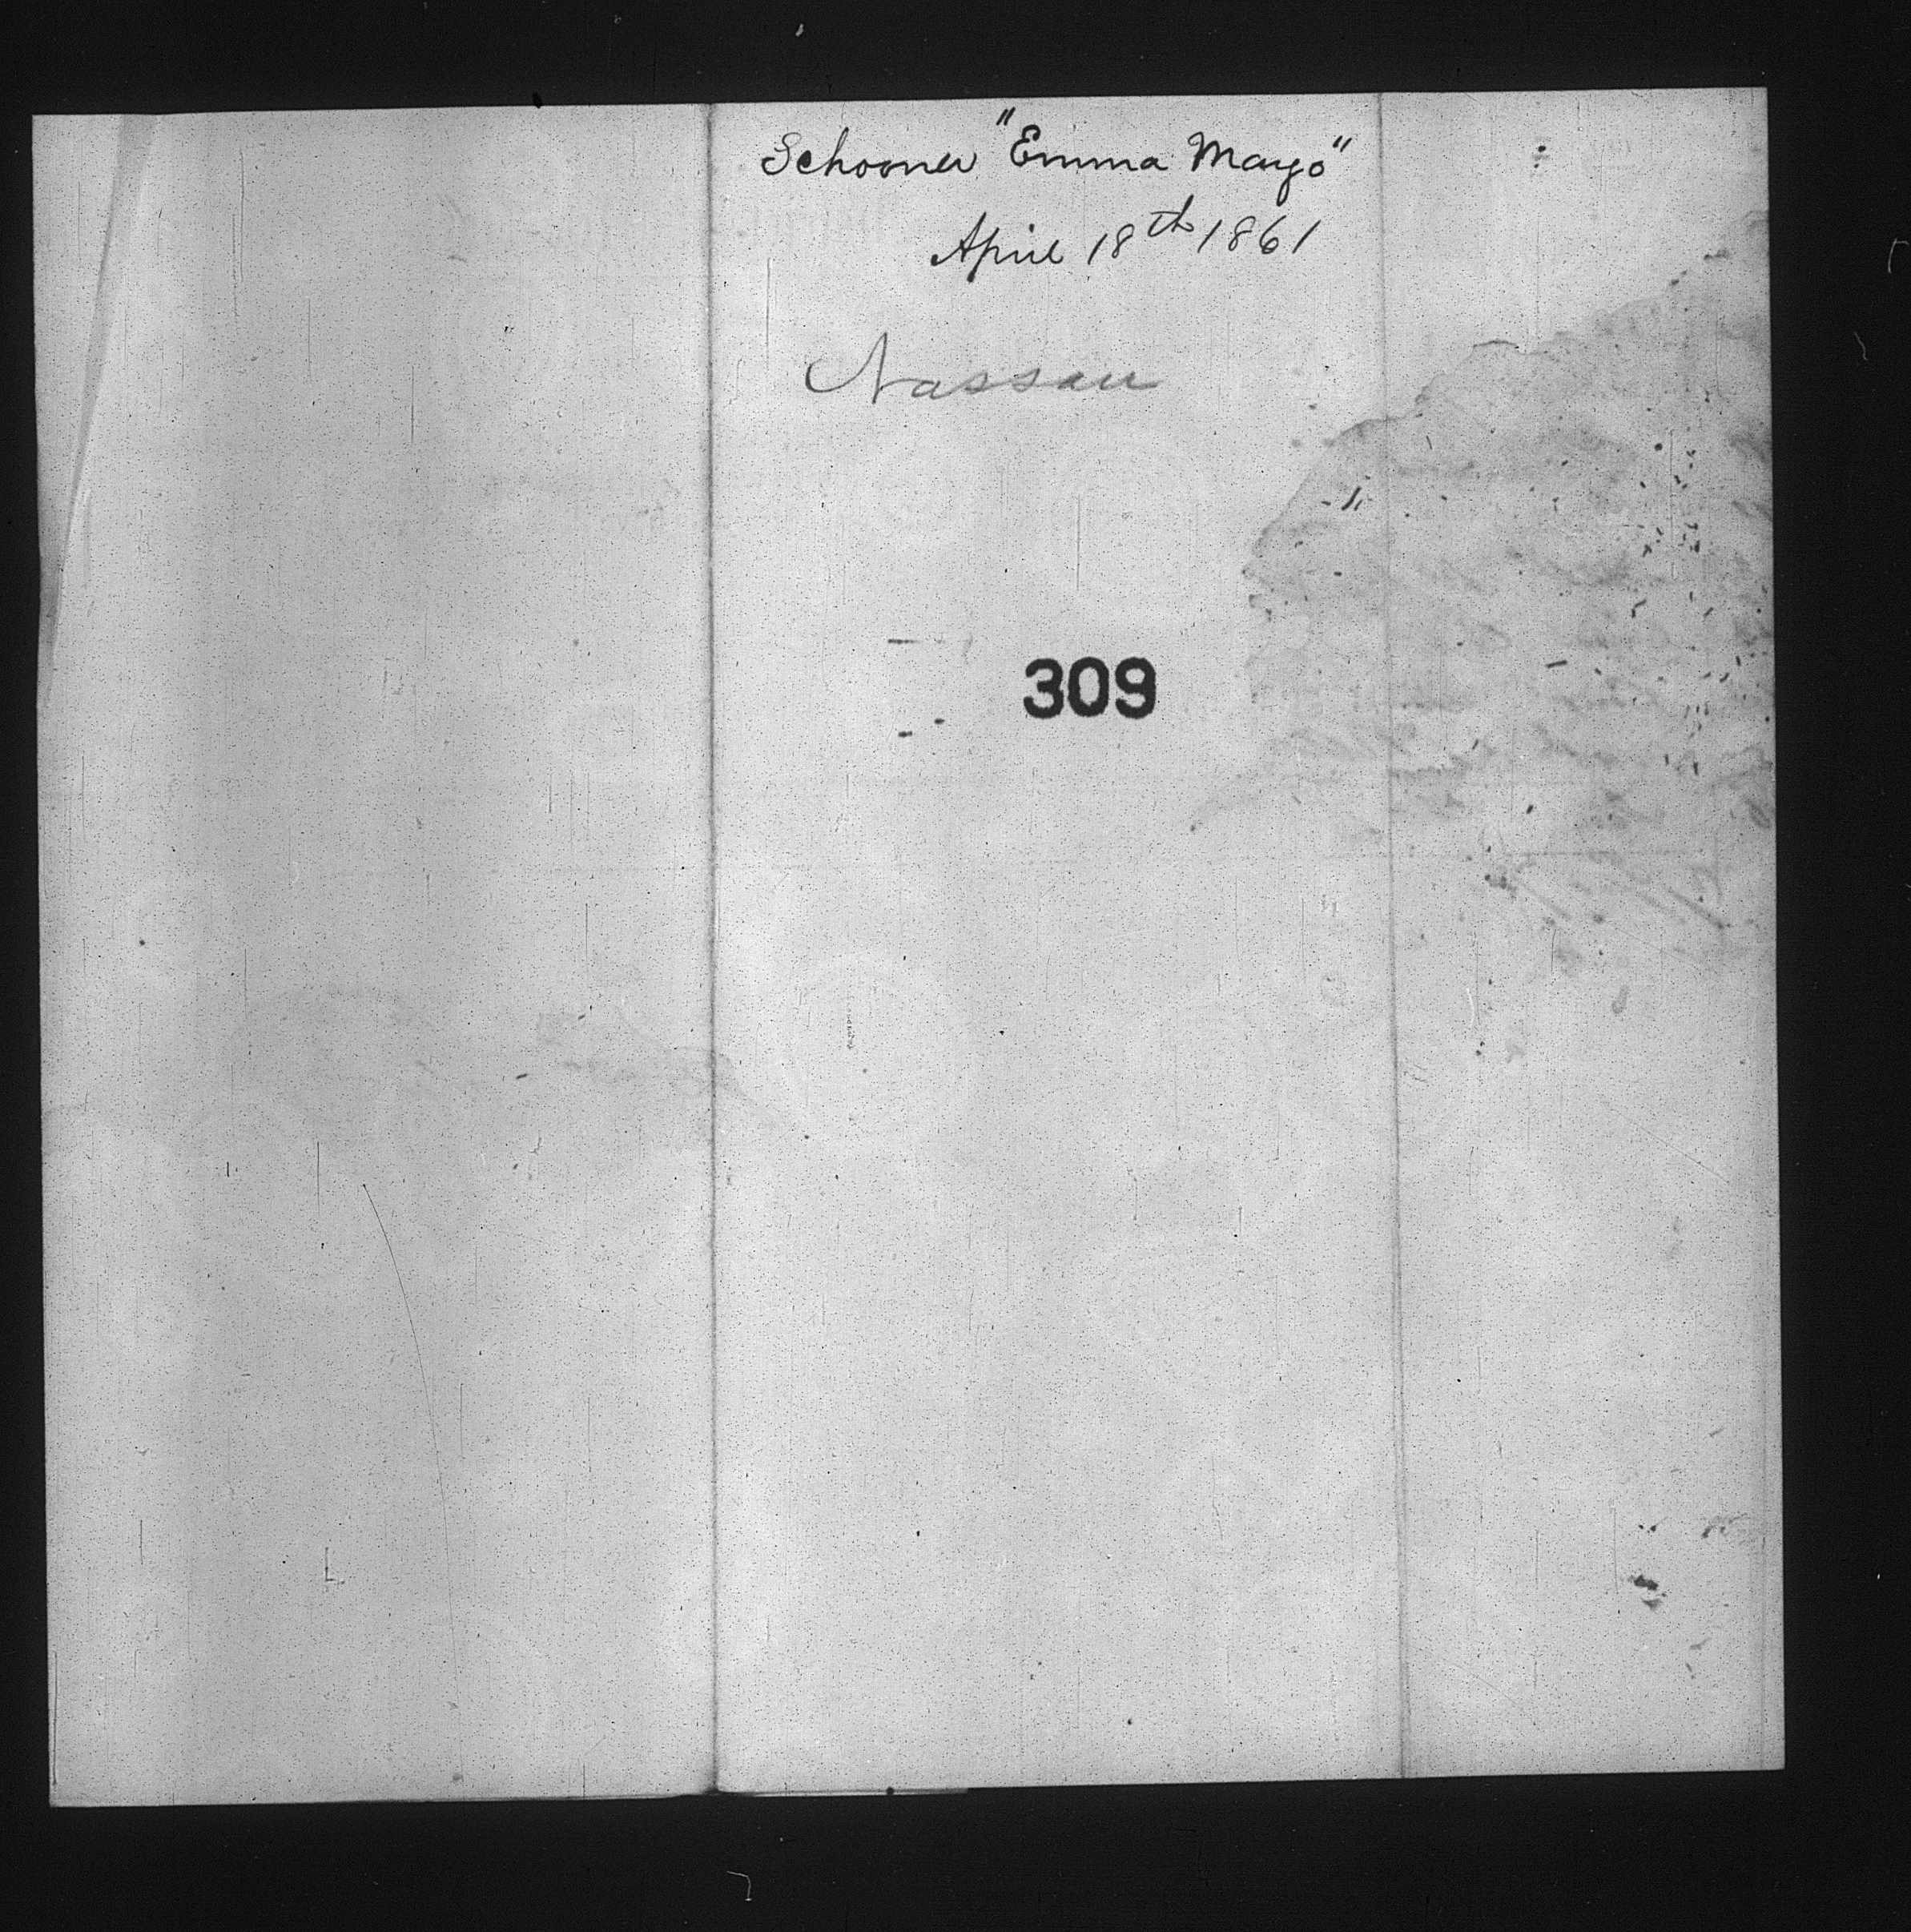 Schooner "Emma Mayo"
April 18th 1861
Nassau
309